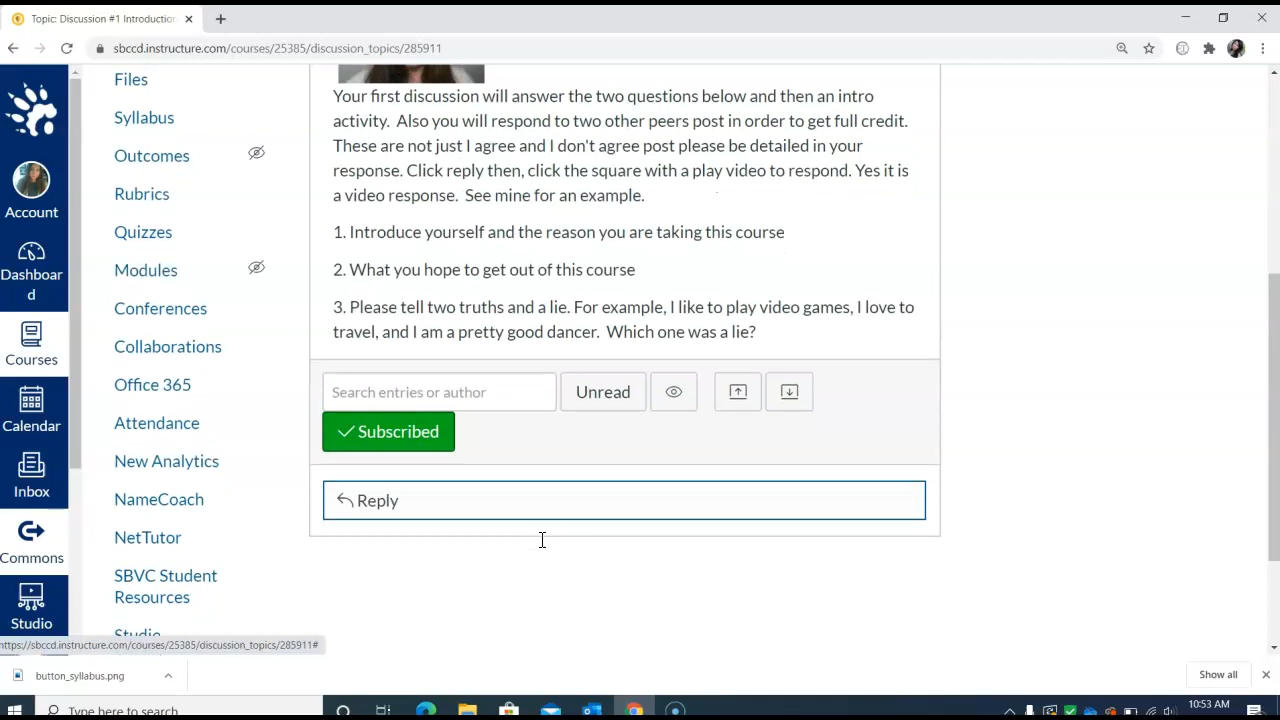 Topic: Discussion #1 Introduction
sbccd.instructure.com/courses/25385/discussion_topics/285911
Account
Dashboar
d
Courses
Calendar
Inbox
Commons
Studio
Files
Syllabus
Outcomes
Rubrics
Quizzes
Modules
Conferences
Collaborations
Office 365
Attendance
New Analytics
NameCoach
NetTutor
SBVC Student
Resources
Studio
Your first discussion will answer the two questions below and then an intro
activity. Also you will respond to two other peers post in order to get full credit.
These are not just I agree and I don't agree post please be detailed in your
response. Click reply then, click the square with a play video to respond. Yes it is
a video response. See mine for an example.
1. Introduce yourself and the reason you are taking this course
2. What you hope to get out of this course
3. Please tell two truths and a lie. For example, I like to play video games, I love to
travel, and I am a pretty good dancer. Which one was a lie?
Search entries or author
Unread
Subscribed
Reply
https://sbccd.instructure.com/courses/25385/discussion_topics/285911#
button_syllabus.png
Show all
Type here to search
10:53 AM